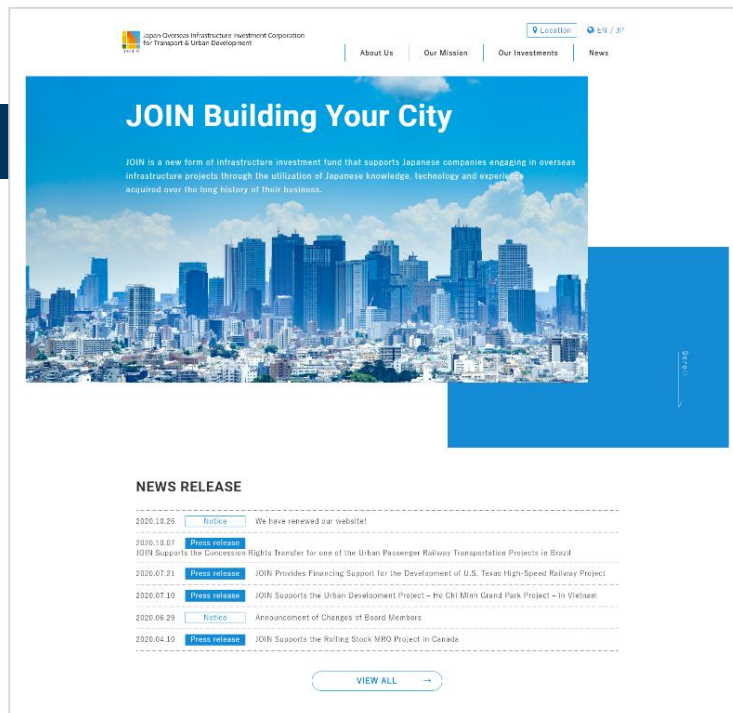 Japan Overseas Infrastructure Investment Corporation
for Transport & Urban Development
JOIN
Location
EN / JP
About Us
Our Mission
Our Investments
News
JOIN Building Your City
JOIN is a new form of infrastructure investment fund that supports Japanese companies engaging in overseas
infrastructure projects through the utilization of Japanese knowledge, technology and experience
acquired over the long history of their business.
Scroll
NEWS RELEASE
2020.10.26 Notice We have renewed our website!
2020.10.07 Press release
JOIN Supports the Concession Rights Transfer for one of the Urban Passenger Railway Transportation Projects in Brazil
2020.07.21 Press release JOIN Provides Financing Support for the Development of U.S. Texas High-Speed Railway Project
2020.07.10 Press release JOIN Supports the Urban Development Project – Ho Chi Minh Grand Park Project – in Vietnam
2020.06.29 Notice Announcement of Changes of Board Members
2020.04.10 Press release JOIN Supports the Rolling Stock MRO Project in Canada
VIEW ALL →